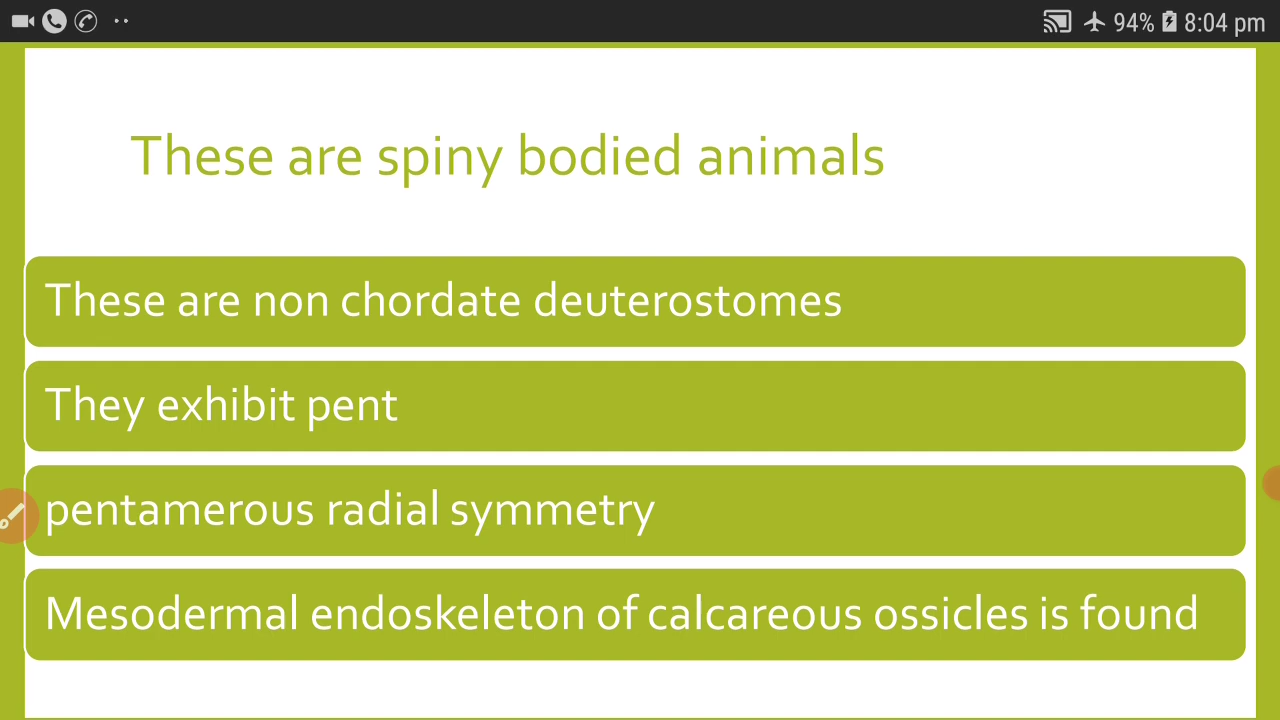 94% 8:04 pm
These are spiny bodied animals
These are non chordate deuterostomes
They exhibit pent
pentamerous radial symmetry
Mesodermal endoskeleton of calcareous ossicles is found